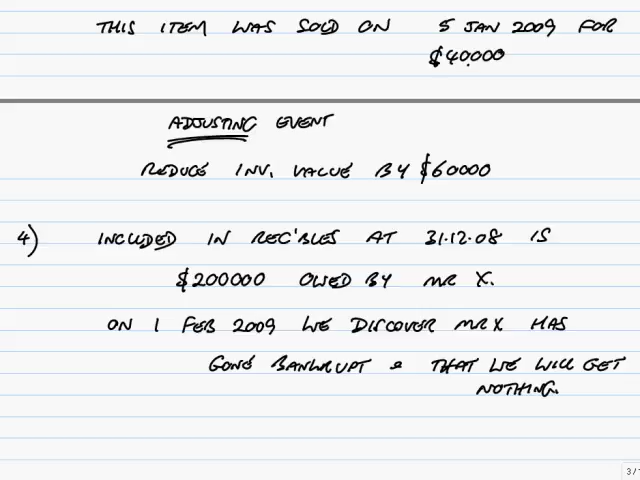 THIS ITEM WAS SOLD ON 5 JAN 2009 FOR
$40000
ADJUSTING EVENT
REDUCE INV. VALUE BY $60000
4) INCLUDED IN REC'BLES AT 31.12.08 IS
$200000 OWED BY MR X.
ON 1 FEB 2009 WE DISCOVER MR X HAS
GONE BANKRUPT & THAT WE WILL GET
NOTHING.
3/1